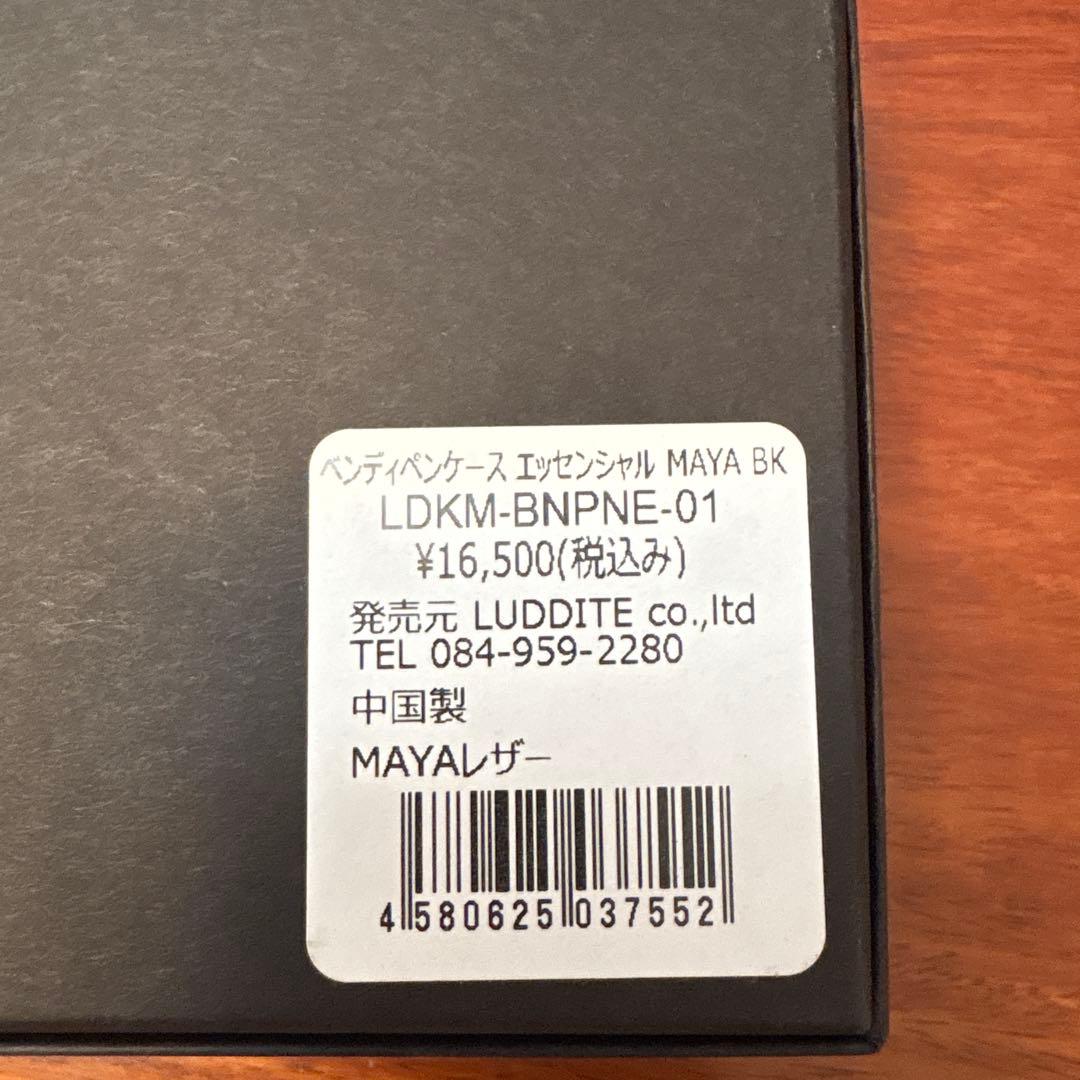 ベンディペンケース エッセンシャル MAYA BK
LDKM-BNPNE-01
¥16,500(税込み)
発売元 LUDDITE co.,ltd
TEL 084-959-2280
中国製
MAYAレザー
4 580625 037552